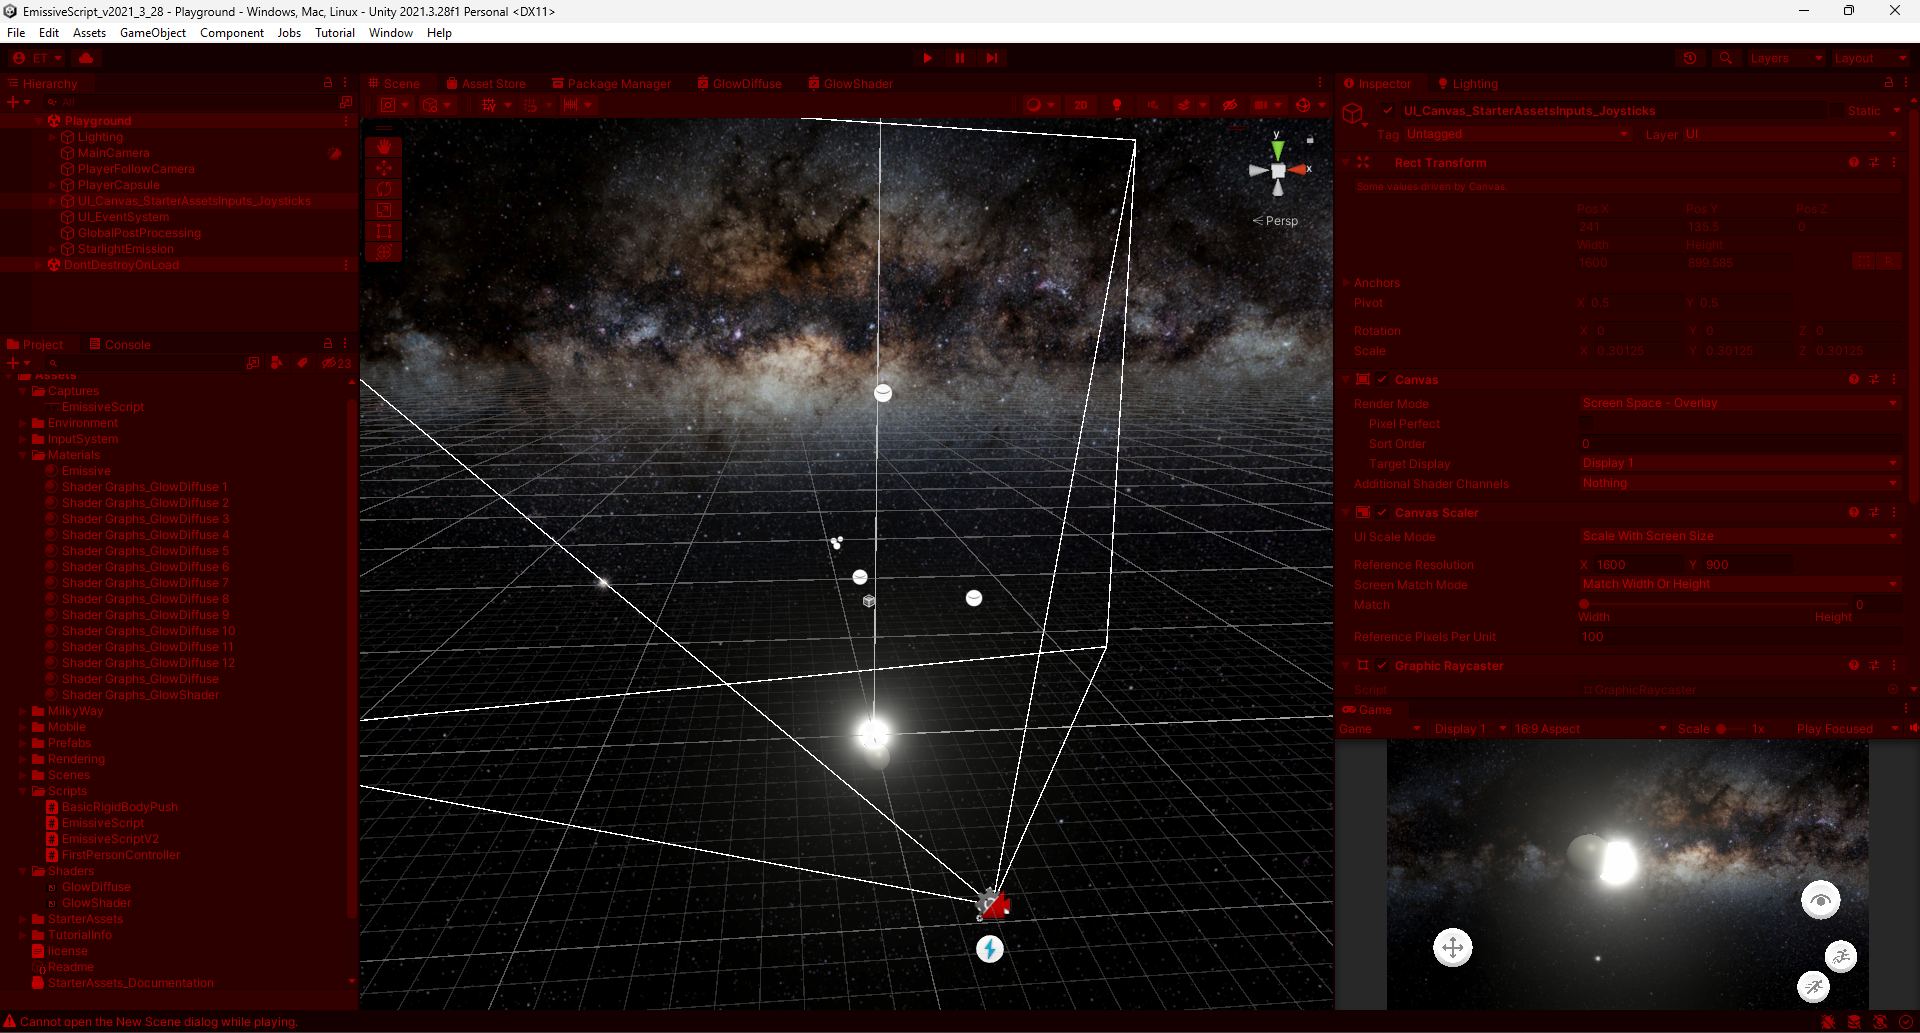 EmissiveScript_v2021_3_28 - Playground - Windows, Mac, Linux - Unity 2021.3.28f1 Personal <DX11>
File Edit Assets GameObject Component Jobs Tutorial Window Help
ET Layers Layout
Hierarchy
All
Playground
Lighting
MainCamera
PlayerFollowCamera
PlayerCapsule
UI_Canvas_StarterAssetsInputs_Joysticks
UI_EventSystem
GlobalPostProcessing
StarlightEmission
DontDestroyOnLoad
Project Console
23
Assets
Captures
EmissiveScript
Environment
InputSystem
Materials
Emissive
Shader Graphs_GlowDiffuse 1
Shader Graphs_GlowDiffuse 2
Shader Graphs_GlowDiffuse 3
Shader Graphs_GlowDiffuse 4
Shader Graphs_GlowDiffuse 5
Shader Graphs_GlowDiffuse 6
Shader Graphs_GlowDiffuse 7
Shader Graphs_GlowDiffuse 8
Shader Graphs_GlowDiffuse 9
Shader Graphs_GlowDiffuse 10
Shader Graphs_GlowDiffuse 11
Shader Graphs_GlowDiffuse 12
Shader Graphs_GlowDiffuse
Shader Graphs_GlowShader
MilkyWay
Mobile
Prefabs
Rendering
Scenes
Scripts
BasicRigidBodyPush
EmissiveScript
EmissiveScriptV2
FirstPersonController
Shaders
GlowDiffuse
GlowShader
StarterAssets
TutorialInfo
license
Readme
StarterAssets_Documentation
Cannot open the New Scene dialog while playing.
Scene Asset Store Package Manager GlowDiffuse GlowShader
2D
y
x
Persp
Inspector Lighting
UI_Canvas_StarterAssetsInputs_Joysticks Static
Tag Untagged Layer UI
Rect Transform
Some values driven by Canvas.
Pos X Pos Y Pos Z
241 135.5 0
Width Height
1600 899.585
R
Anchors
Pivot X 0.5 Y 0.5
Rotation X 0 Y 0 Z 0
Scale X 0.30125 Y 0.30125 Z 0.30125
Canvas
Render Mode Screen Space - Overlay
Pixel Perfect
Sort Order 0
Target Display Display 1
Additional Shader Channels Nothing
Canvas Scaler
UI Scale Mode Scale With Screen Size
Reference Resolution X 1600 Y 900
Screen Match Mode Match Width Or Height
Match 0
Width Height
Reference Pixels Per Unit 100
Graphic Raycaster
Script GraphicRaycaster
Game
Game Display 1 16:9 Aspect Scale 1x Play Focused